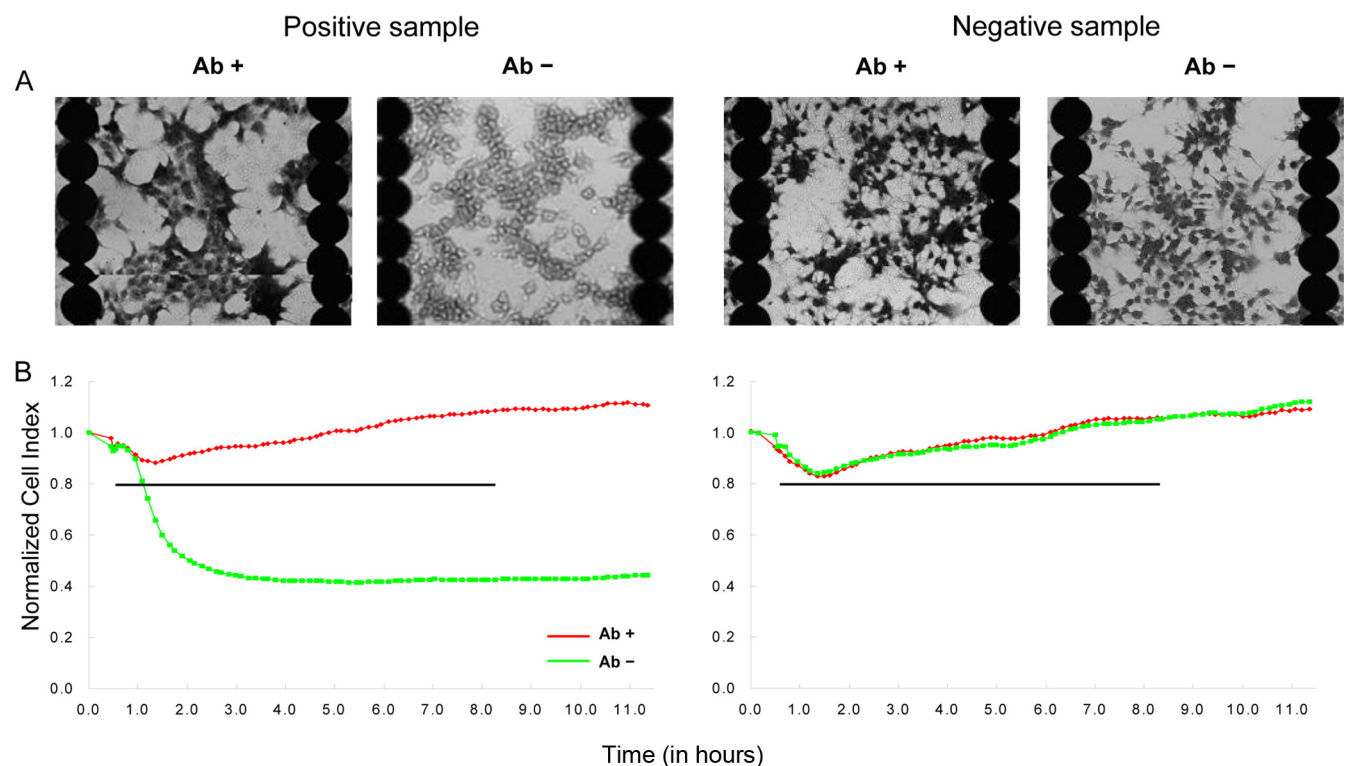 Positive sample Negative sample
Ab + Ab − Ab + Ab −
A
B
Normalized Cell Index
1.2
1.0
0.8
0.6
0.4
0.2
0.0
Ab +
Ab −
0.0 1.0 2.0 3.0 4.0 5.0 6.0 7.0 8.0 9.0 10.0 11.0
1.2
1.0
0.8
0.6
0.4
0.2
0.0
0.0 1.0 2.0 3.0 4.0 5.0 6.0 7.0 8.0 9.0 10.0 11.0
Time (in hours)